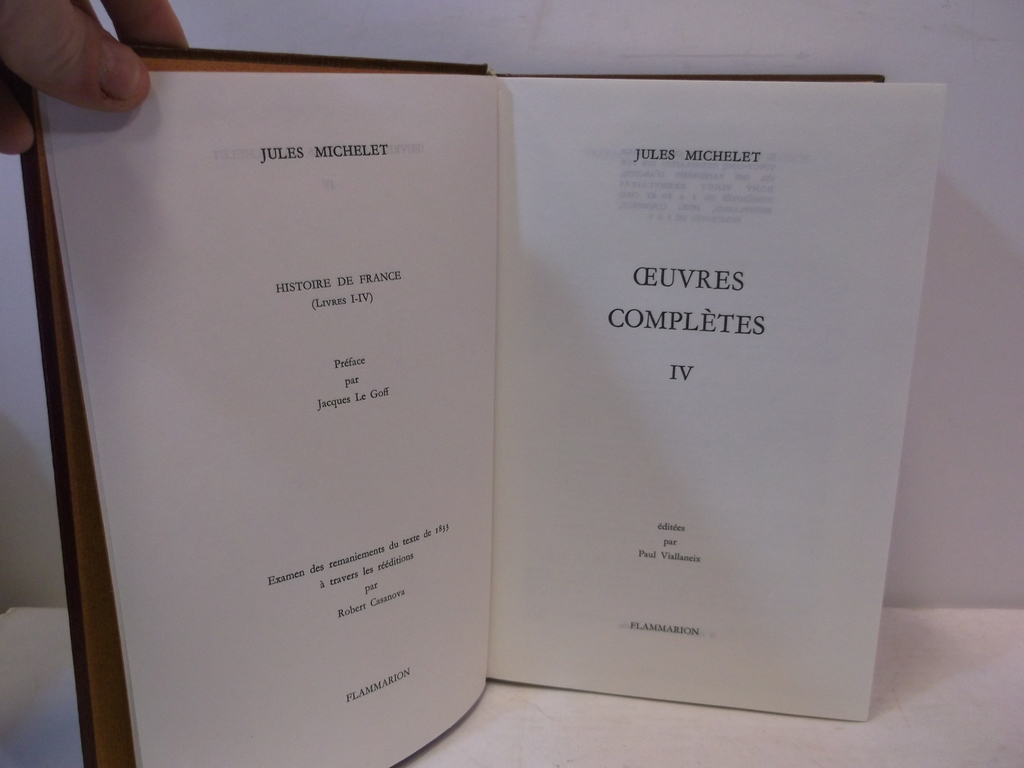 JULES MICHELET
HISTOIRE DE FRANCE
(LIVRES I-IV)
Préface
par
Jacques Le Goff
Examen des remaniements du texte de 1833
à travers les rééditions
par
Robert Casanova
FLAMMARION
JULES MICHELET
ŒUVRES
COMPLÈTES
IV
éditées
par
Paul Viallaneix
FLAMMARION